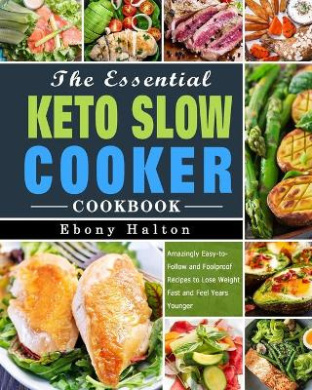 The Essential
KETO SLOW
COOKER
COOKBOOK
Ebony Halton
Amazingly Easy-to-
Follow and Foolproof
Recipes to Lose Weight
Fast and Feel Years
Younger